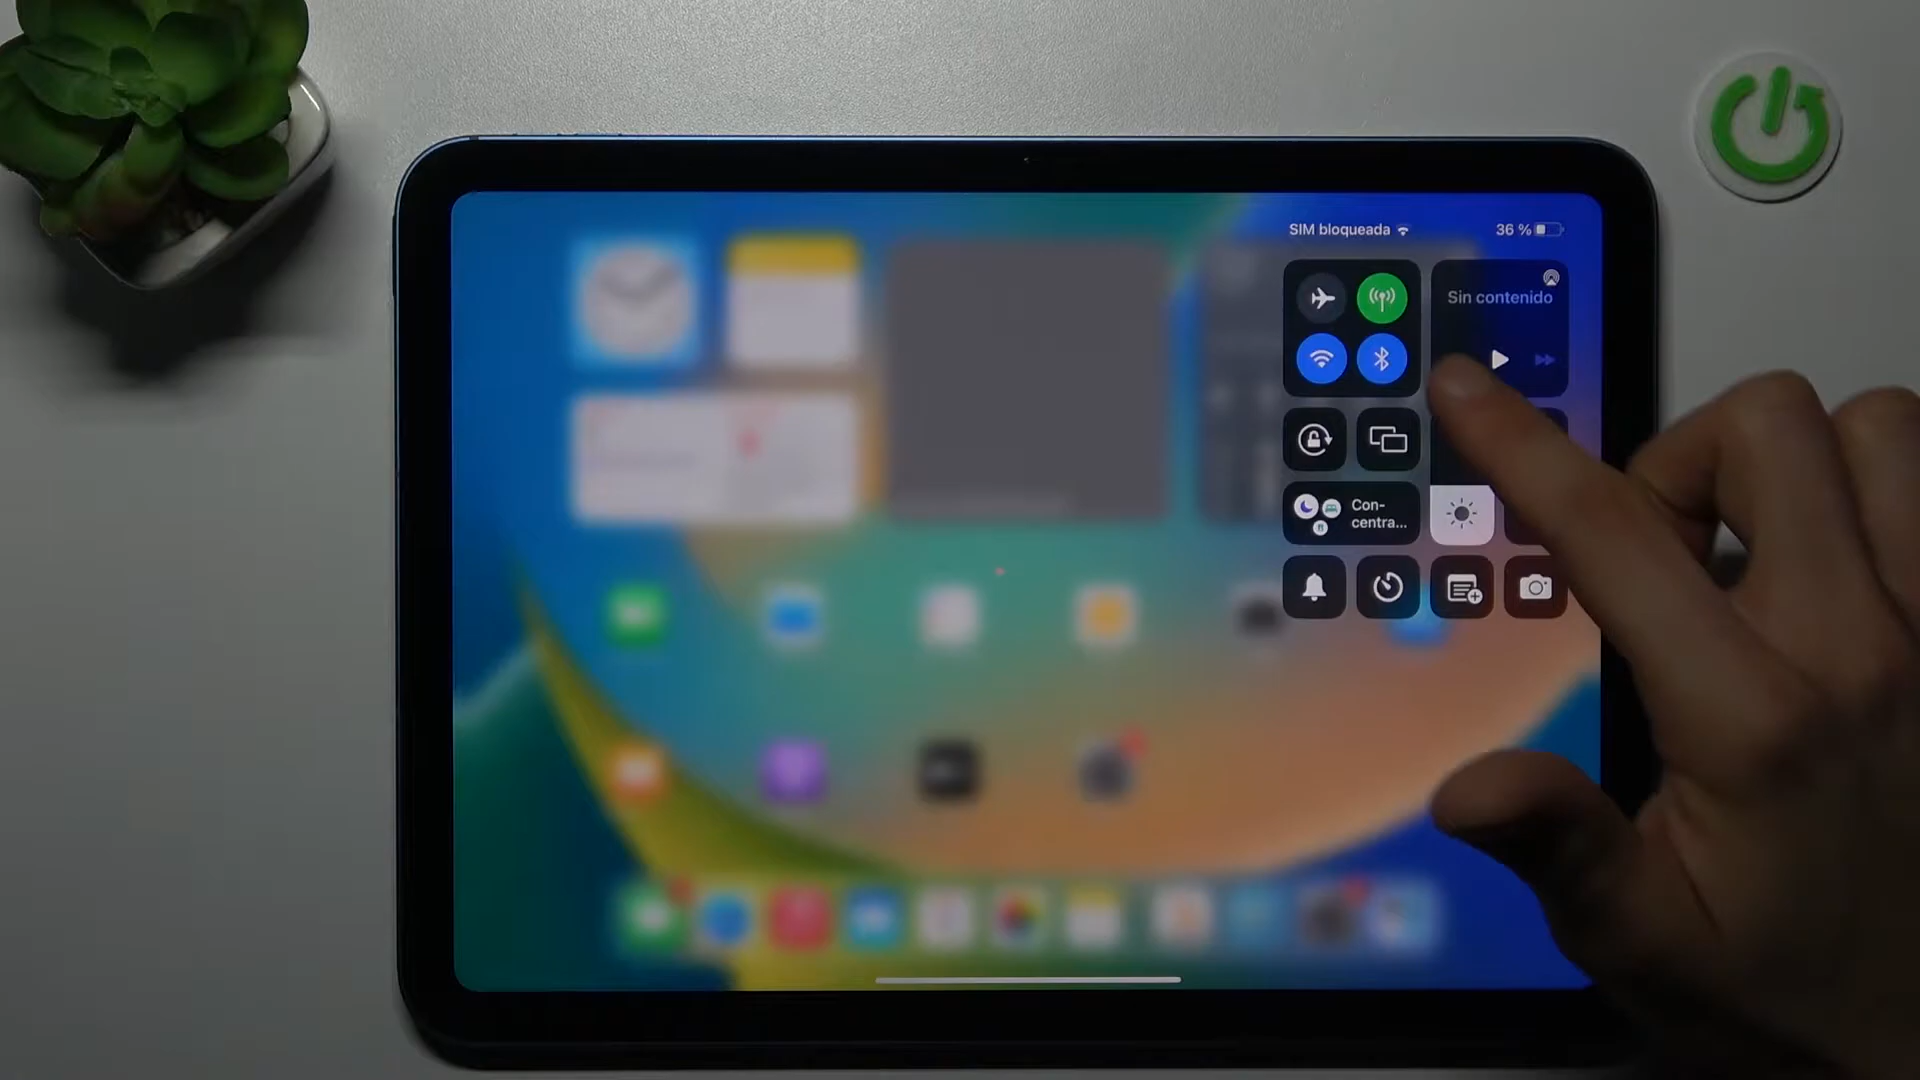 SIM bloqueada
36 %
Sin contenido
Con-
centra...